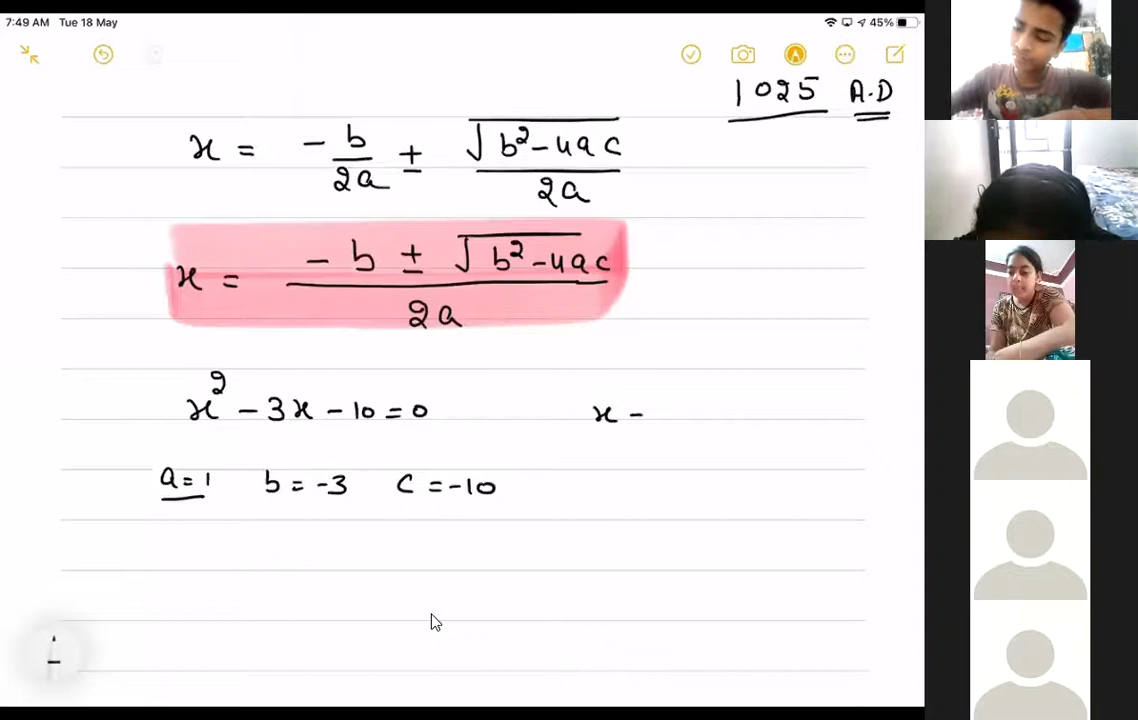 7:49 AM Tue 18 May
45%
1025 A.D
x = - b/2a ± √(b² - 4ac)/2a
x = (- b ± √(b² - 4ac))/2a
x² - 3x - 10 = 0
x -
a = 1 b = -3 c = -10